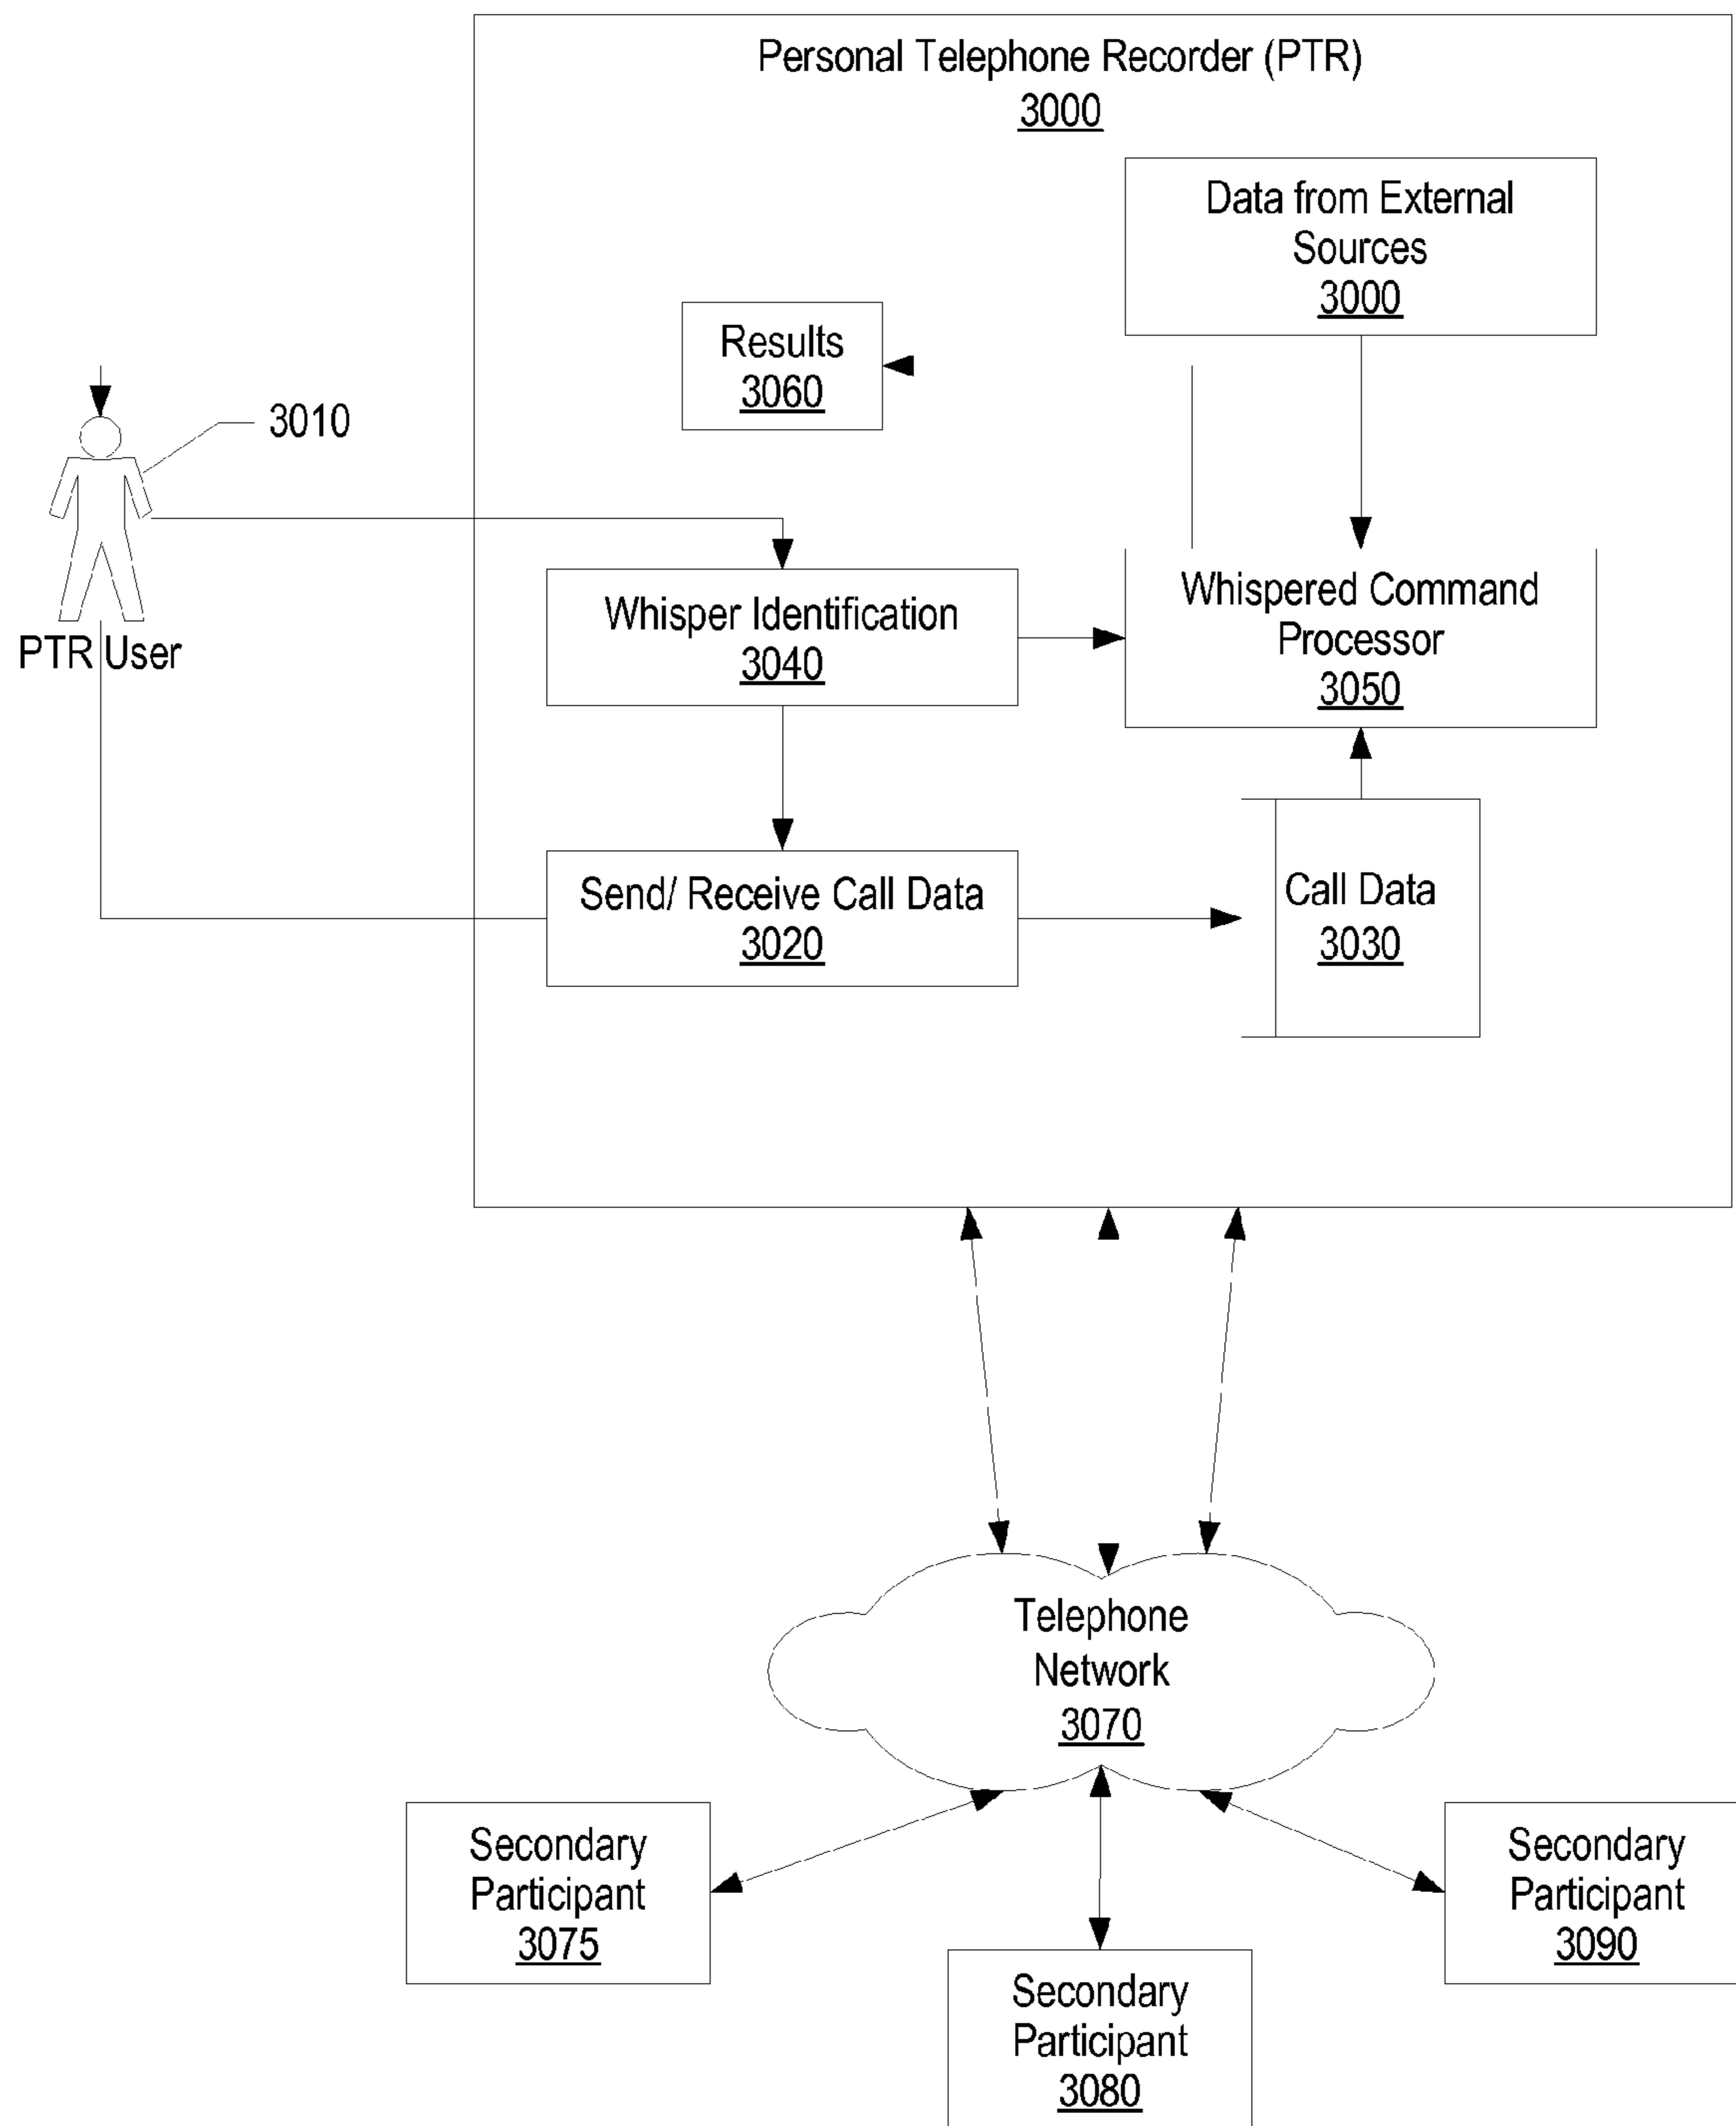 Personal Telephone Recorder (PTR)
3000
Data from External
Sources
3000
Results
3060
3010
PTR User
Whisper Identification
3040
Whispered Command
Processor
3050
Send/ Receive Call Data
3020
Call Data
3030
Telephone
Network
3070
Secondary
Participant
3075
Secondary
Participant
3080
Secondary
Participant
3090